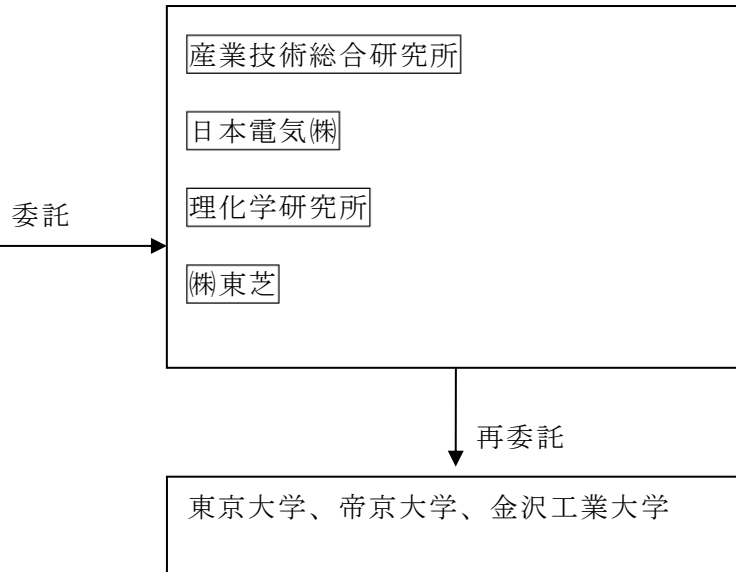 産業技術総合研究所
日本電気㈱
理化学研究所
委託
㈱東芝
再委託
東京大学、帝京大学、金沢工業大学